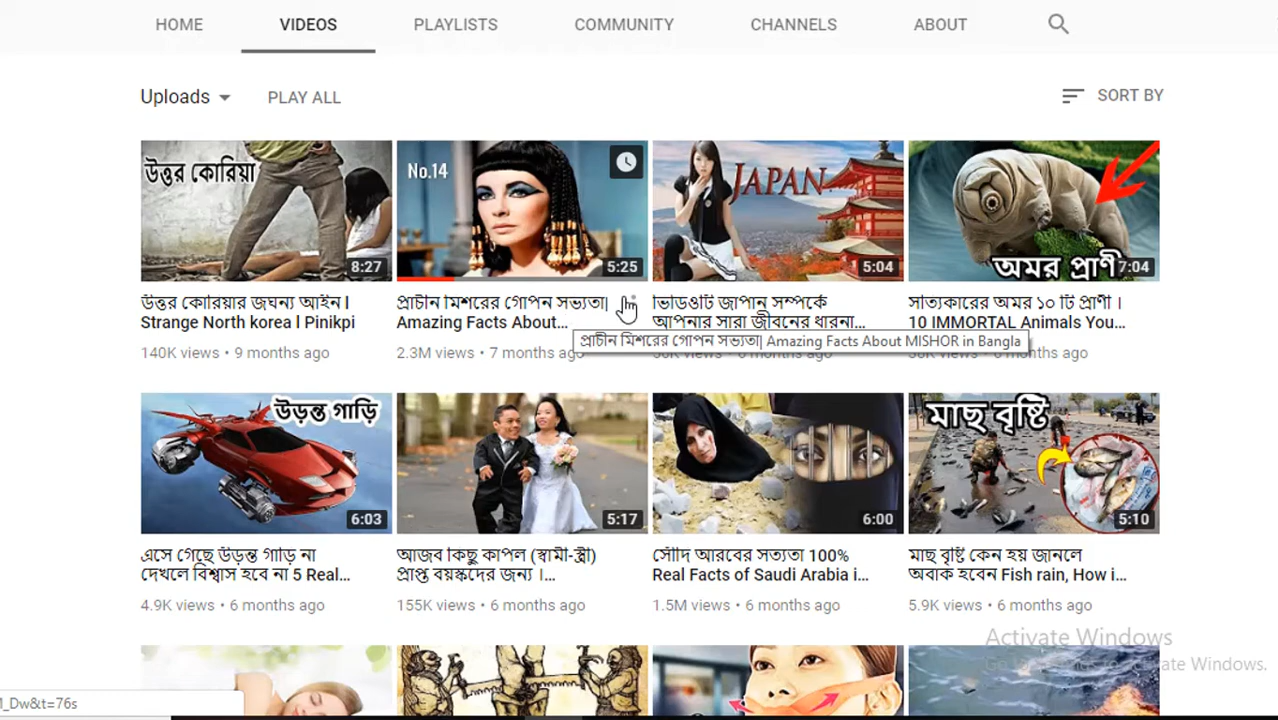 HOME VIDEOS PLAYLISTS COMMUNITY CHANNELS ABOUT
Uploads PLAY ALL SORT BY
উত্তর কোরিয়া
8:27
No.14
5:25
JAPAN
5:04
অমর প্রাণী
7:04
উত্তর কোরিয়ার জঘন্য আইন l
Strange North korea l Pinikpi
140K views • 9 months ago
প্রাচীন মিশরের গোপন সভ্যতা|
Amazing Facts About...
2.3M views • 7 months ago
ভিডিওটি জাপান সম্পর্কে
আপনার সারা জীবনের ধারনা...
সত্যিকারের অমর ১০ টি প্রাণী ।
10 IMMORTAL Animals You...
প্রাচীন মিশরের গোপন সভ্যতা| Amazing Facts About MISHOR in Bangla
উড়ন্ত গাড়ি
6:03
5:17
6:00
মাছ বৃষ্টি
5:10
এসে গেছে উড়ন্ত গাড়ি না
দেখলে বিশ্বাস হবে না 5 Real...
4.9K views • 6 months ago
আজব কিছু কাপল (স্বামী-স্ত্রী)
প্রাপ্ত বয়স্কদের জন্য ।...
155K views • 6 months ago
সৌদি আরবের সত্যতা 100%
Real Facts of Saudi Arabia i...
1.5M views • 6 months ago
মাছ বৃষ্টি কেন হয় জানলে
অবাক হবেন Fish rain, How i...
5.9K views • 6 months ago
Activate Windows
Activate Windows.
_Dw&t=76s